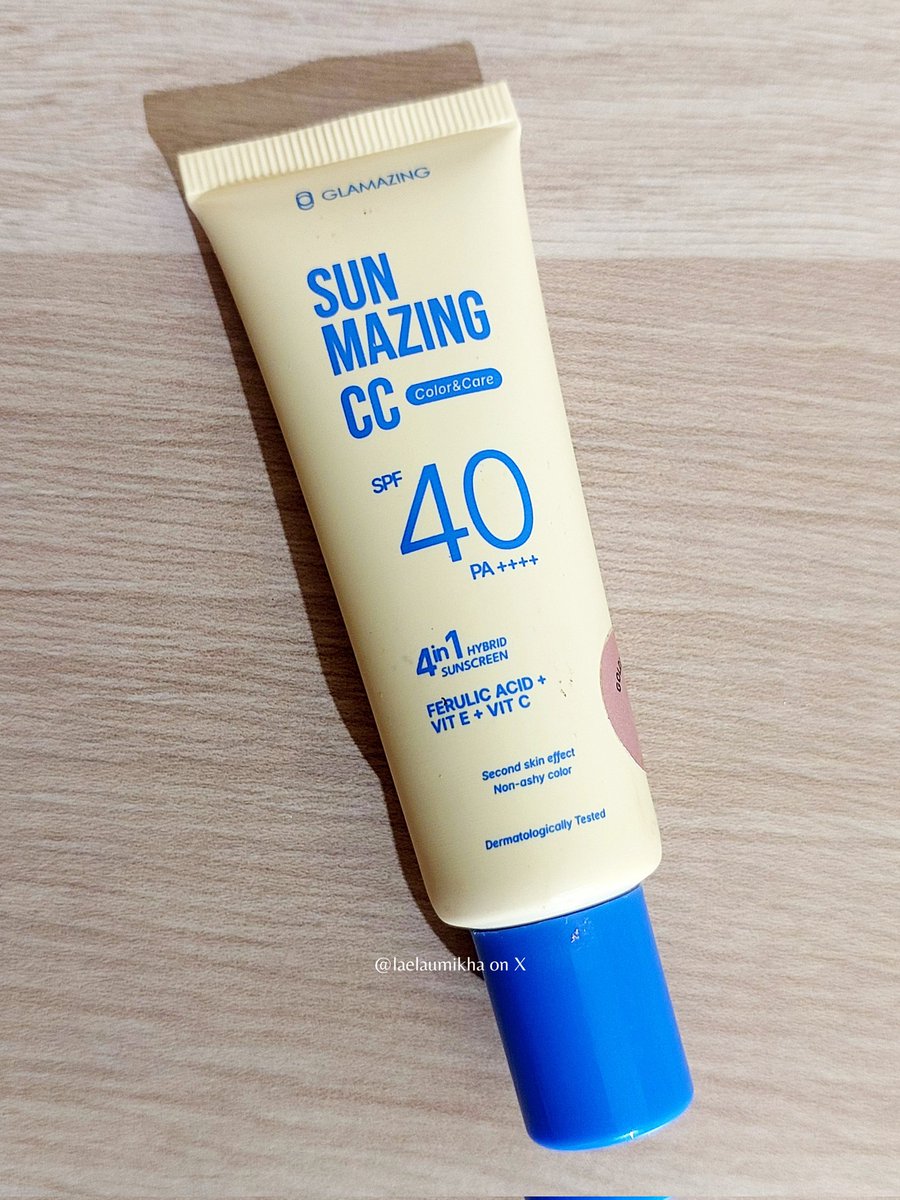 GLAMAZING
SUN
MAZING
CC Color&Care
SPF 40
PA ++++
4in1 HYBRID
SUNSCREEN
FERULIC ACID +
VIT E + VIT C
Second skin effect
Non-ashy color
Dermatologically Tested
@laelaumikha on X